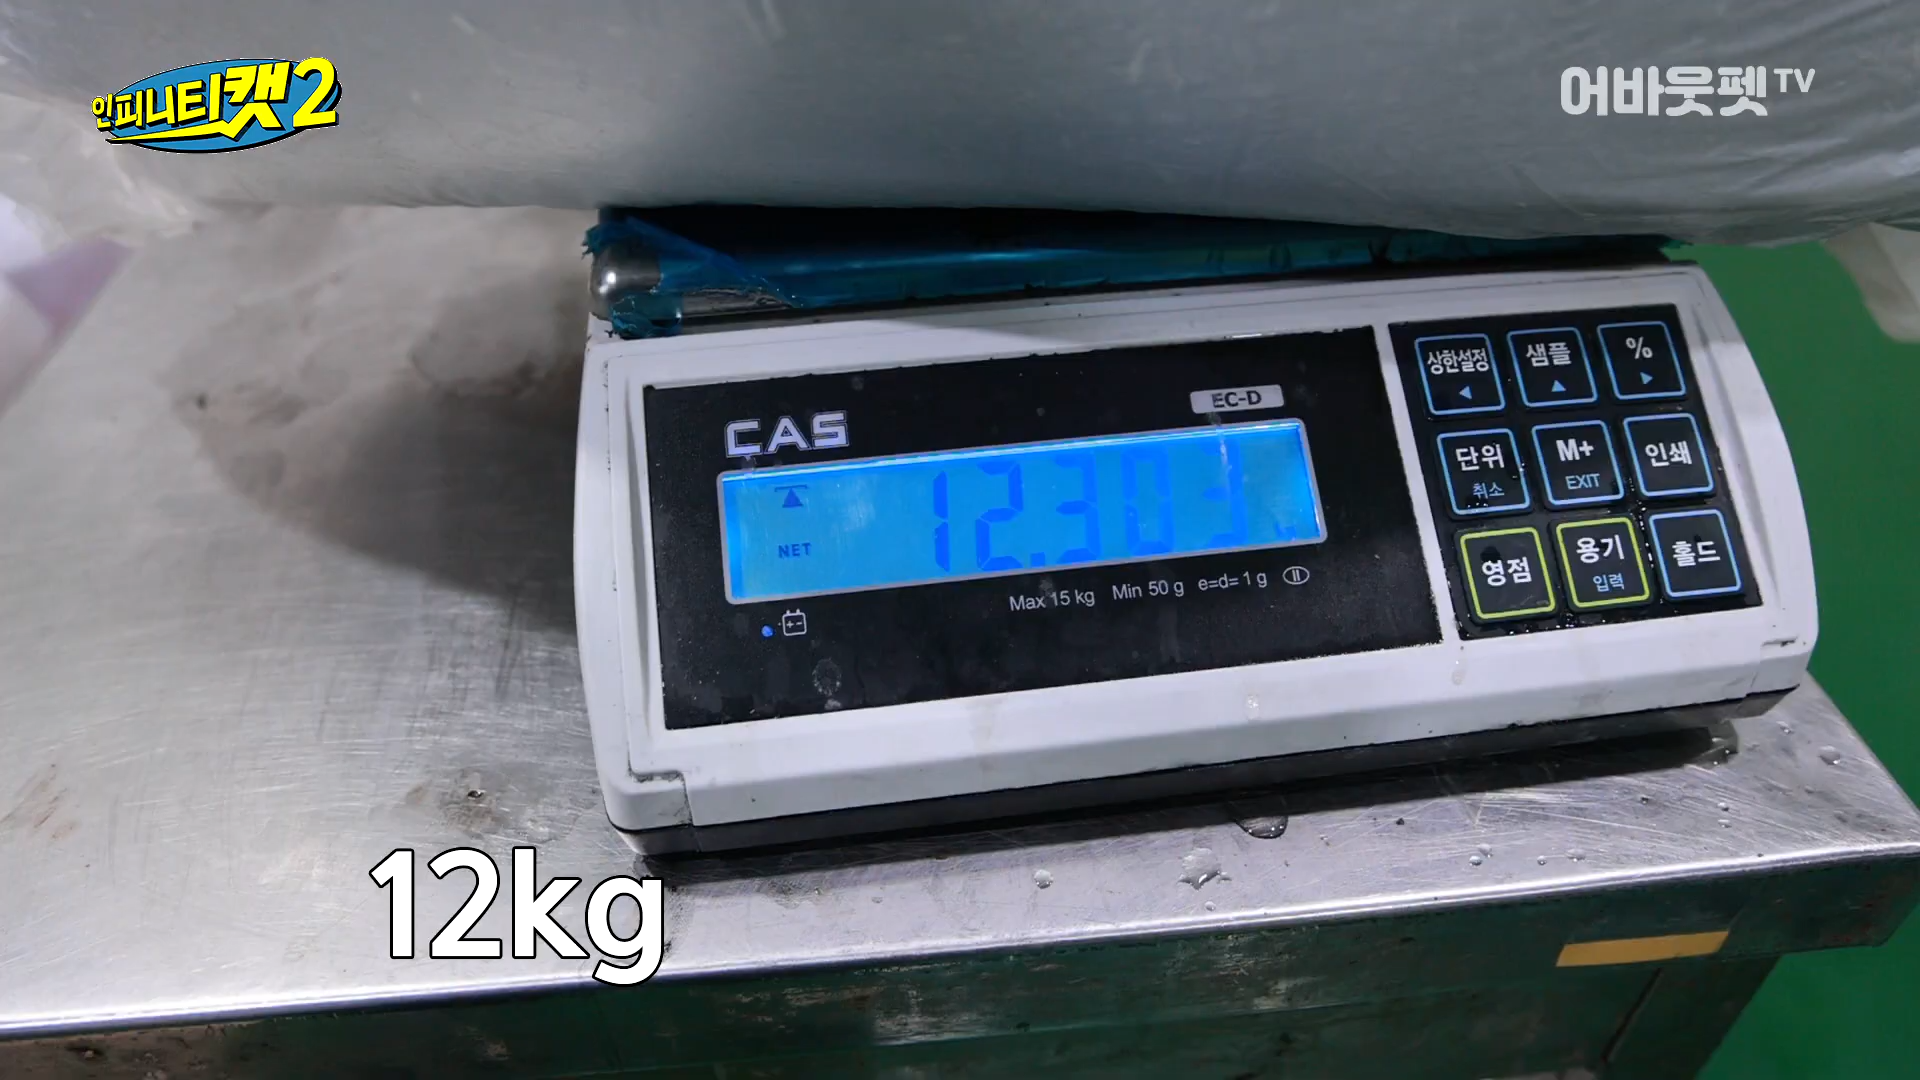 인피니티캣2
어바웃펫TV
CAS
EC-D
12.303
NET
Max 15 kg Min 50 g e=d= 1 g II
상한설정
샘플
%
단위
취소
M+
EXIT
인쇄
영점
용기
입력
홀드
12kg